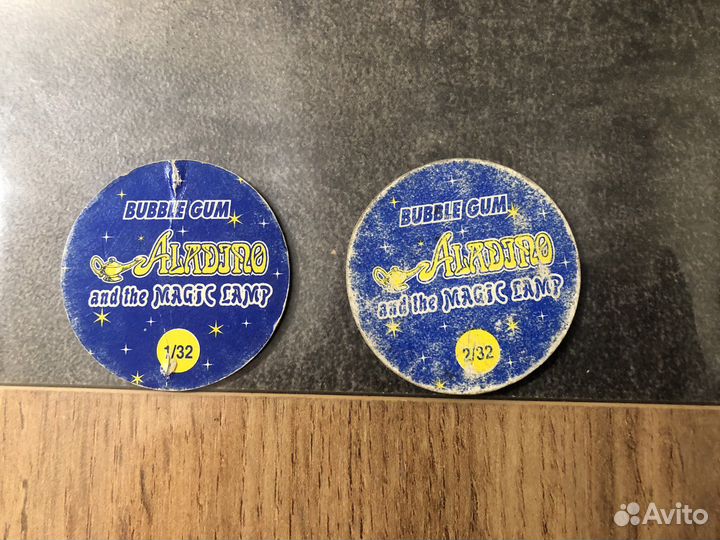 BUBBLE GUM
ALADINO
and the MAGIC LAMP
1/32
BUBBLE GUM
ALADINO
and the MAGIC LAMP
2/32
Avito